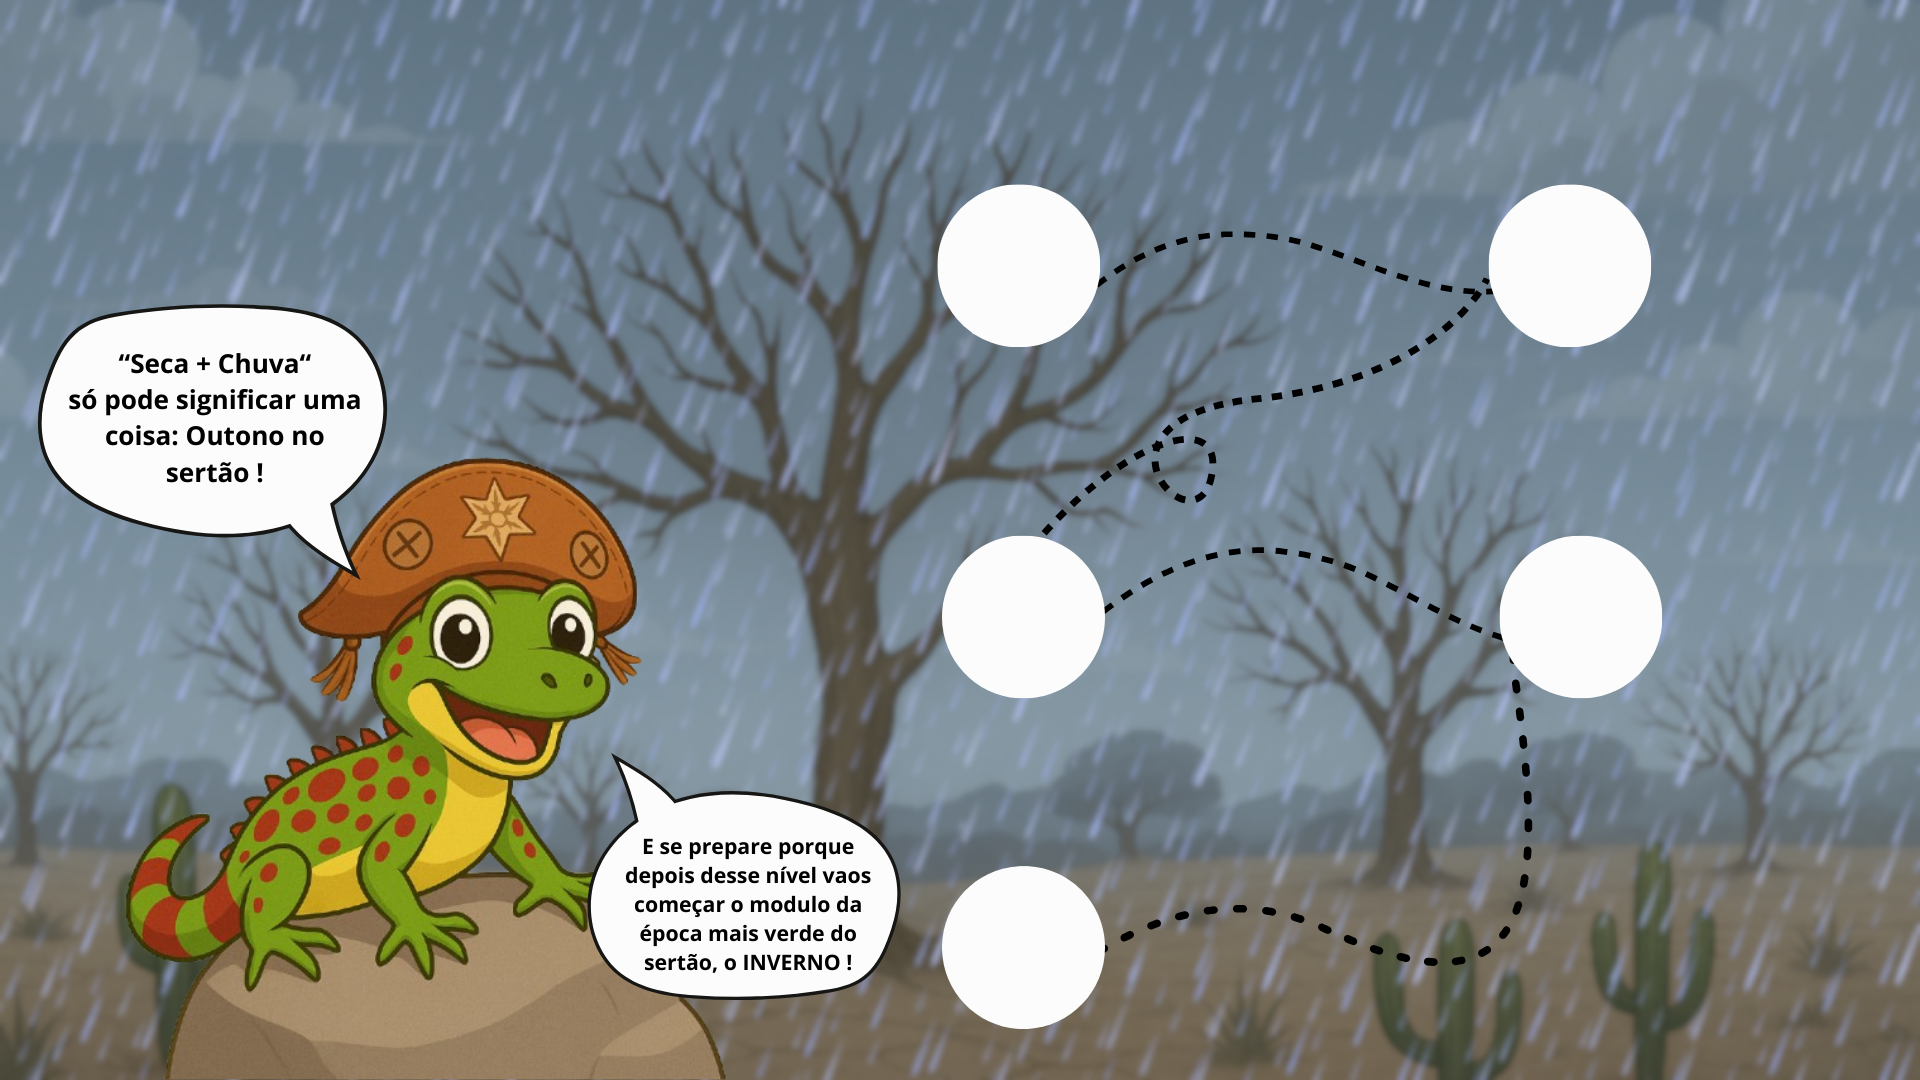 “Seca + Chuva“
só pode significar uma
coisa: Outono no
sertão !
E se prepare porque
depois desse nível vaos
começar o modulo da
época mais verde do
sertão, o INVERNO !